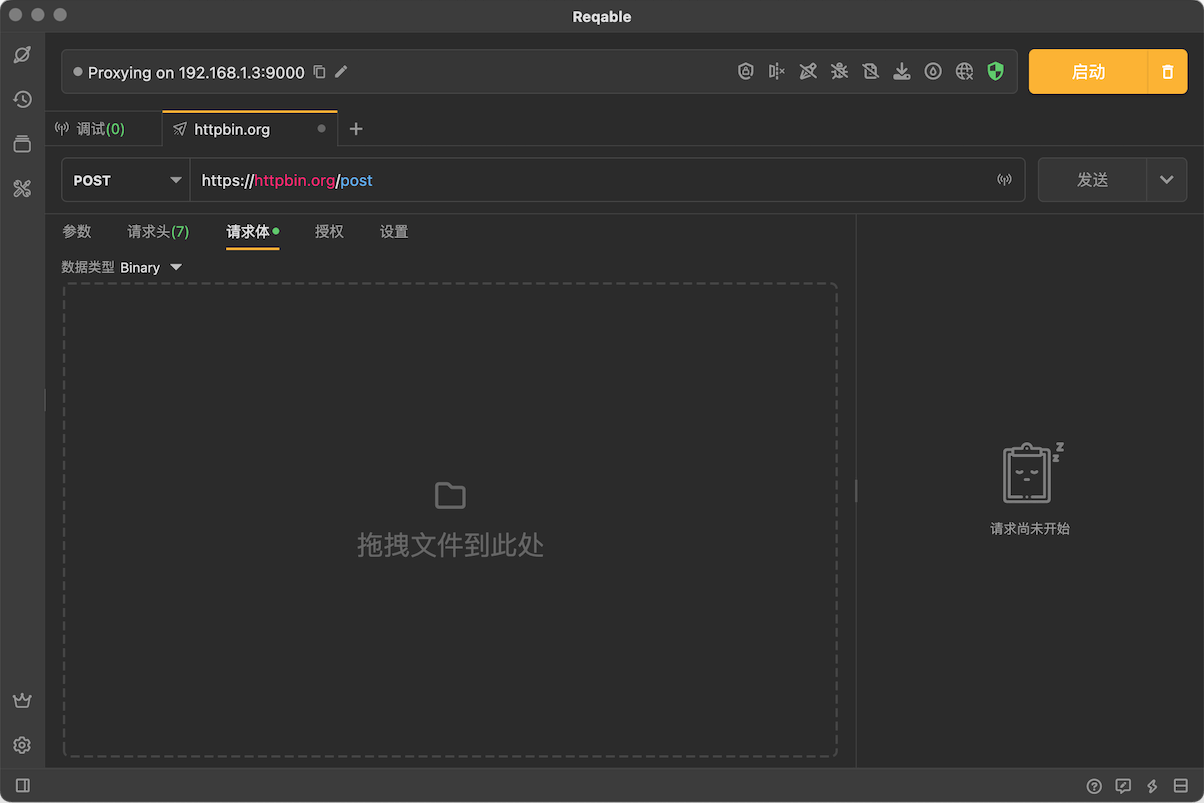 Reqable
Proxying on 192.168.1.3:9000
启动
调试(0)
httpbin.org
POST
https://httpbin.org/post
发送
参数
请求头(7)
请求体
授权
设置
数据类型 Binary
拖拽文件到此处
z
z
请求尚未开始